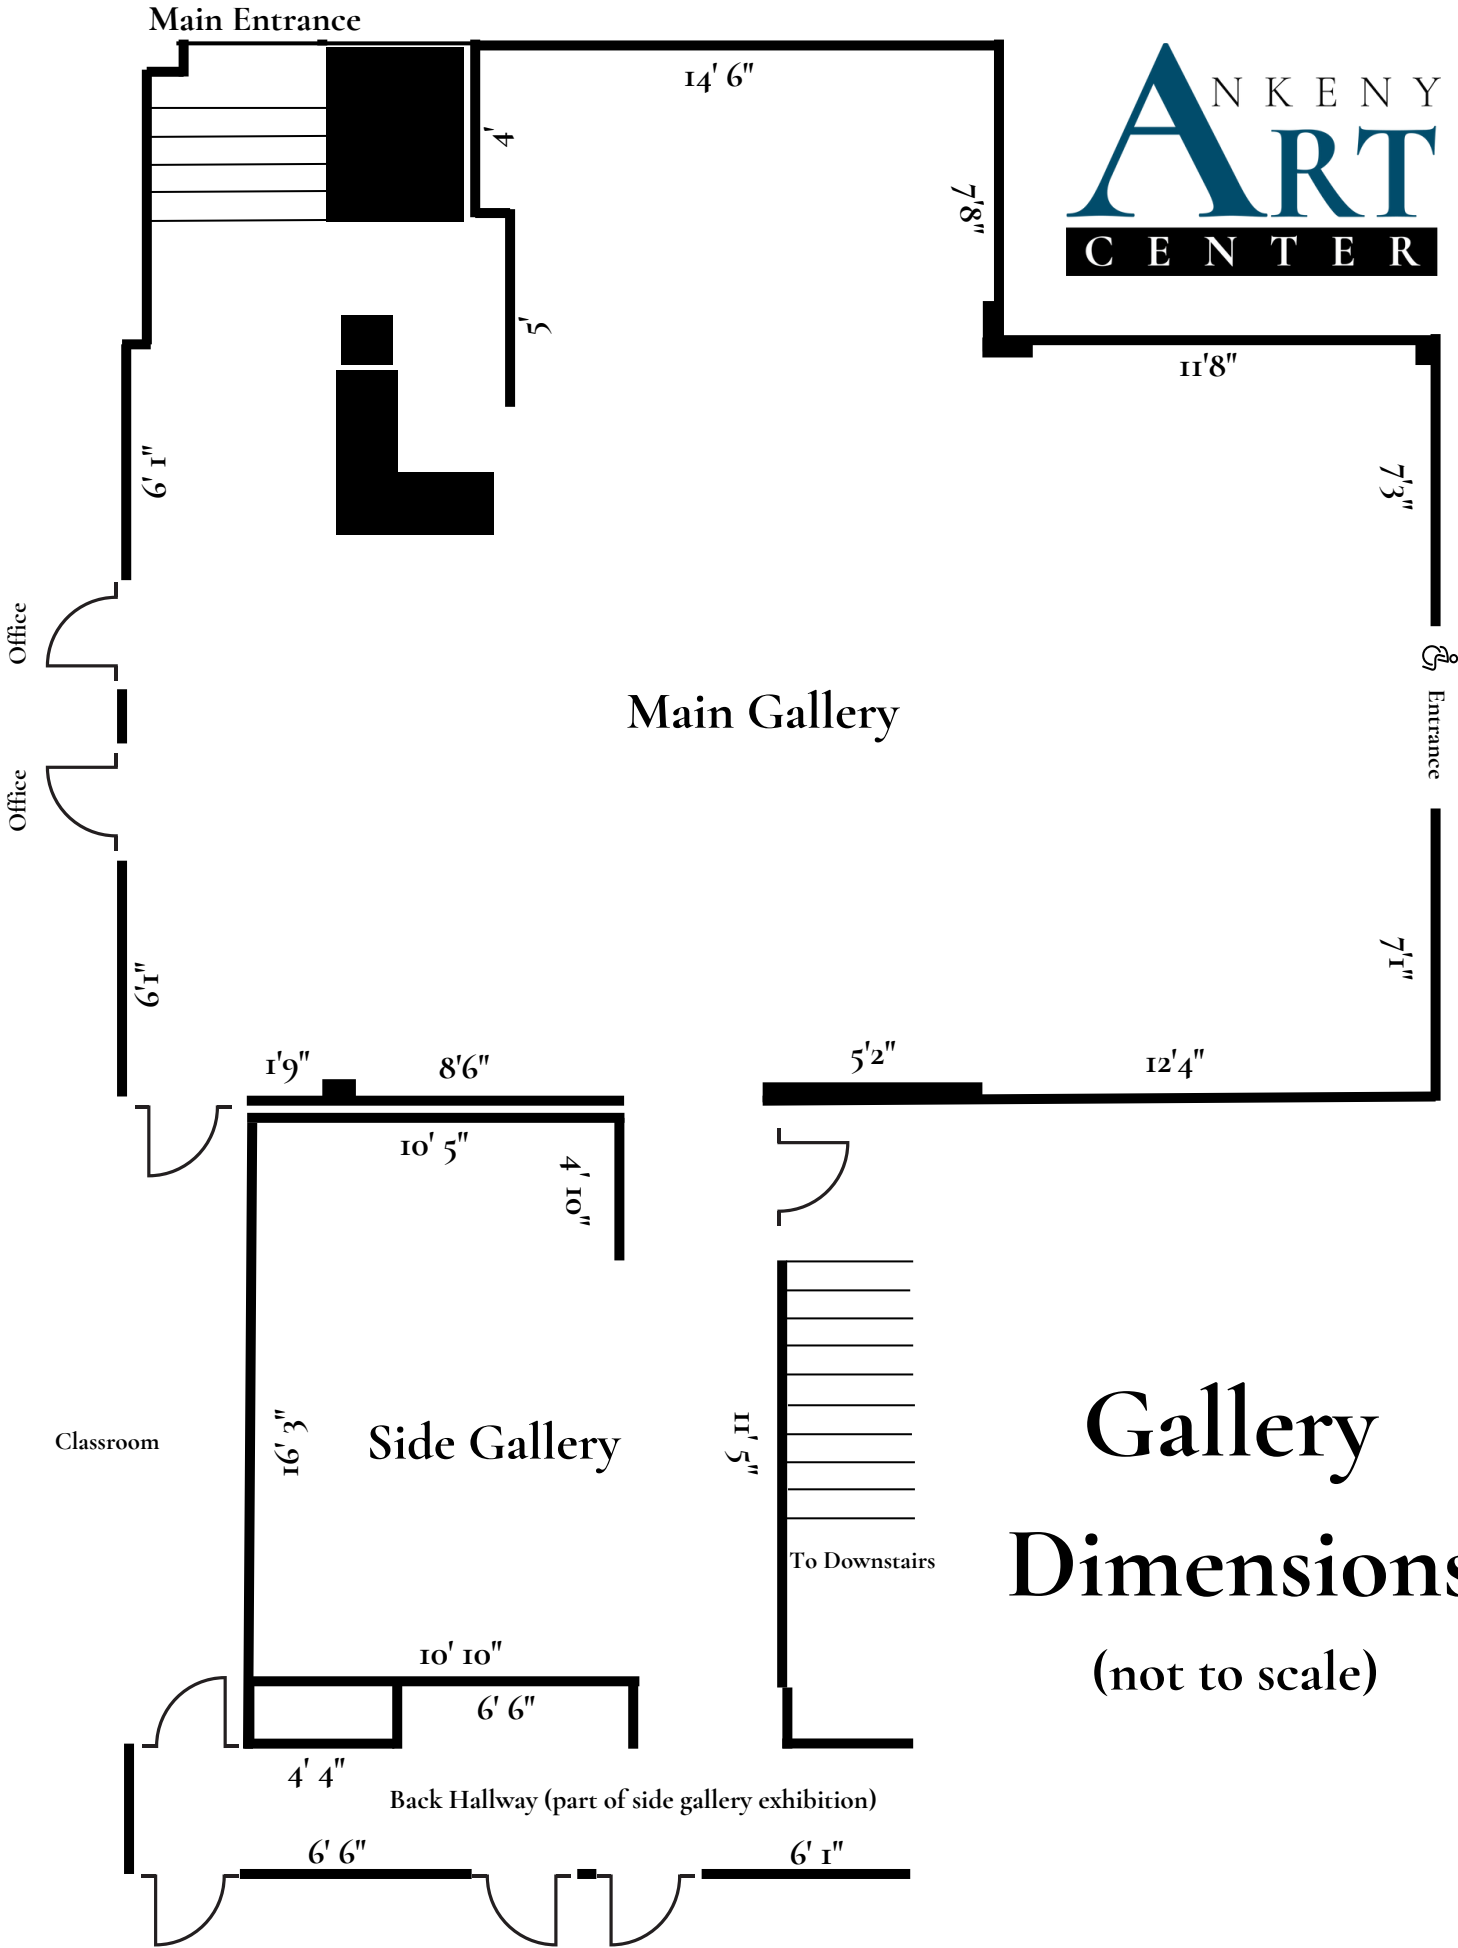 Main Entrance
14' 6"
NKENY
ART
CENTER
4'
7'8"
5'
11'8"
6' 1"
7'3"
Office
Entrance
Main Gallery
Office
6'1"
7'1"
1'9"
8'6"
5'2"
12'4"
10' 5"
4' 10"
Classroom
16' 3"
Side Gallery
11' 5"
Gallery
Dimensions
(not to scale)
To Downstairs
10' 10"
6' 6"
4' 4"
Back Hallway (part of side gallery exhibition)
6' 6"
6' 1"